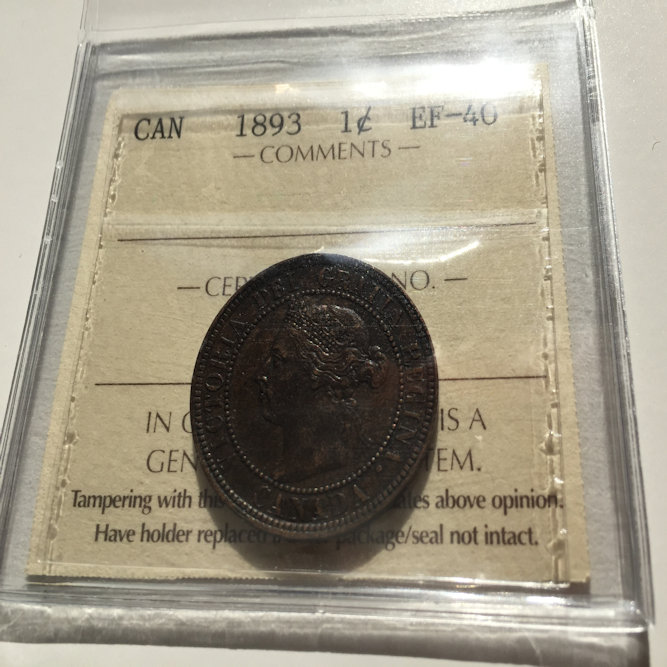 CAN 1893 1¢ EF-40
— COMMENTS —
— CER NO. —
IN C IS A
GEN TEM.
Tampering with this ates above opinion.
Have holder replaced package/seal not intact.
VICTORIA DEI GRATIA REGINA.
CANADA